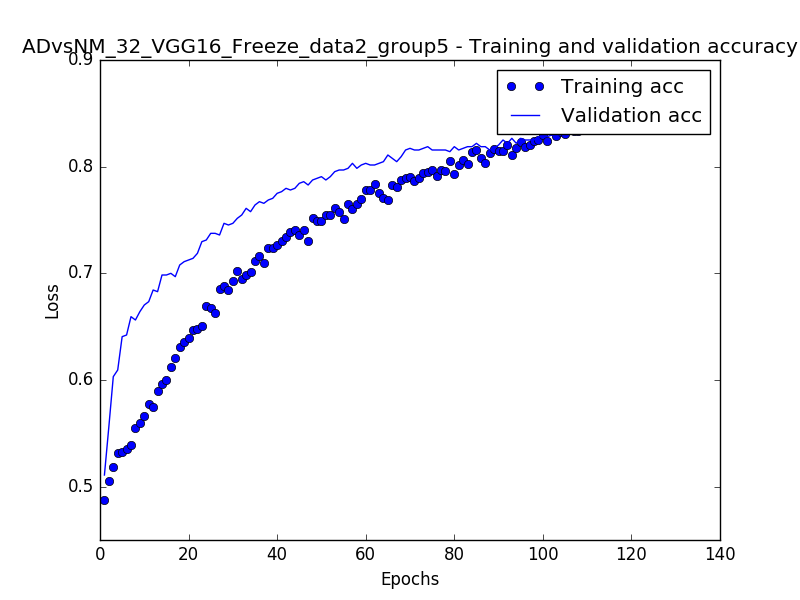 ADvsNM_32_VGG16_Freeze_data2_group5 - Training and validation accuracy
0.9
Training acc
Validation acc
0.8
0.7
Loss
0.6
0.5
0 20 40 60 80 100 120 140
Epochs